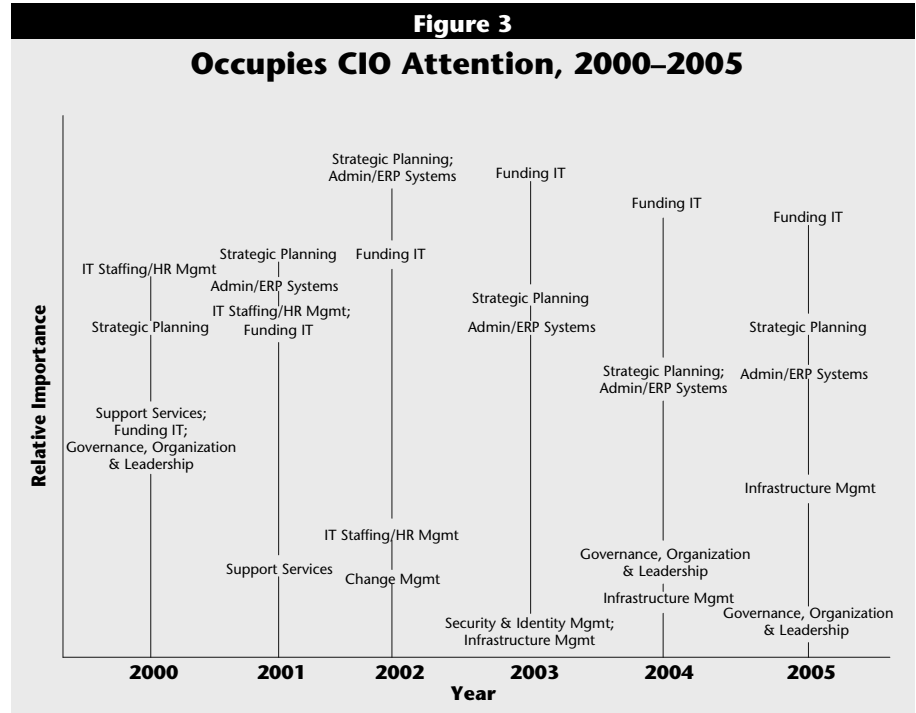 Figure 3
Occupies CIO Attention, 2000–2005
Relative Importance
IT Staffing/HR Mgmt
Strategic Planning
Support Services;
Funding IT;
Governance, Organization
& Leadership
Strategic Planning
Admin/ERP Systems
IT Staffing/HR Mgmt;
Funding IT
Support Services
Strategic Planning;
Admin/ERP Systems
Funding IT
IT Staffing/HR Mgmt
Change Mgmt
Funding IT
Strategic Planning
Admin/ERP Systems
Security & Identity Mgmt;
Infrastructure Mgmt
Funding IT
Strategic Planning;
Admin/ERP Systems
Governance, Organization
& Leadership
Infrastructure Mgmt
Funding IT
Strategic Planning
Admin/ERP Systems
Infrastructure Mgmt
Governance, Organization
& Leadership
2000 2001 2002 2003 2004 2005
Year